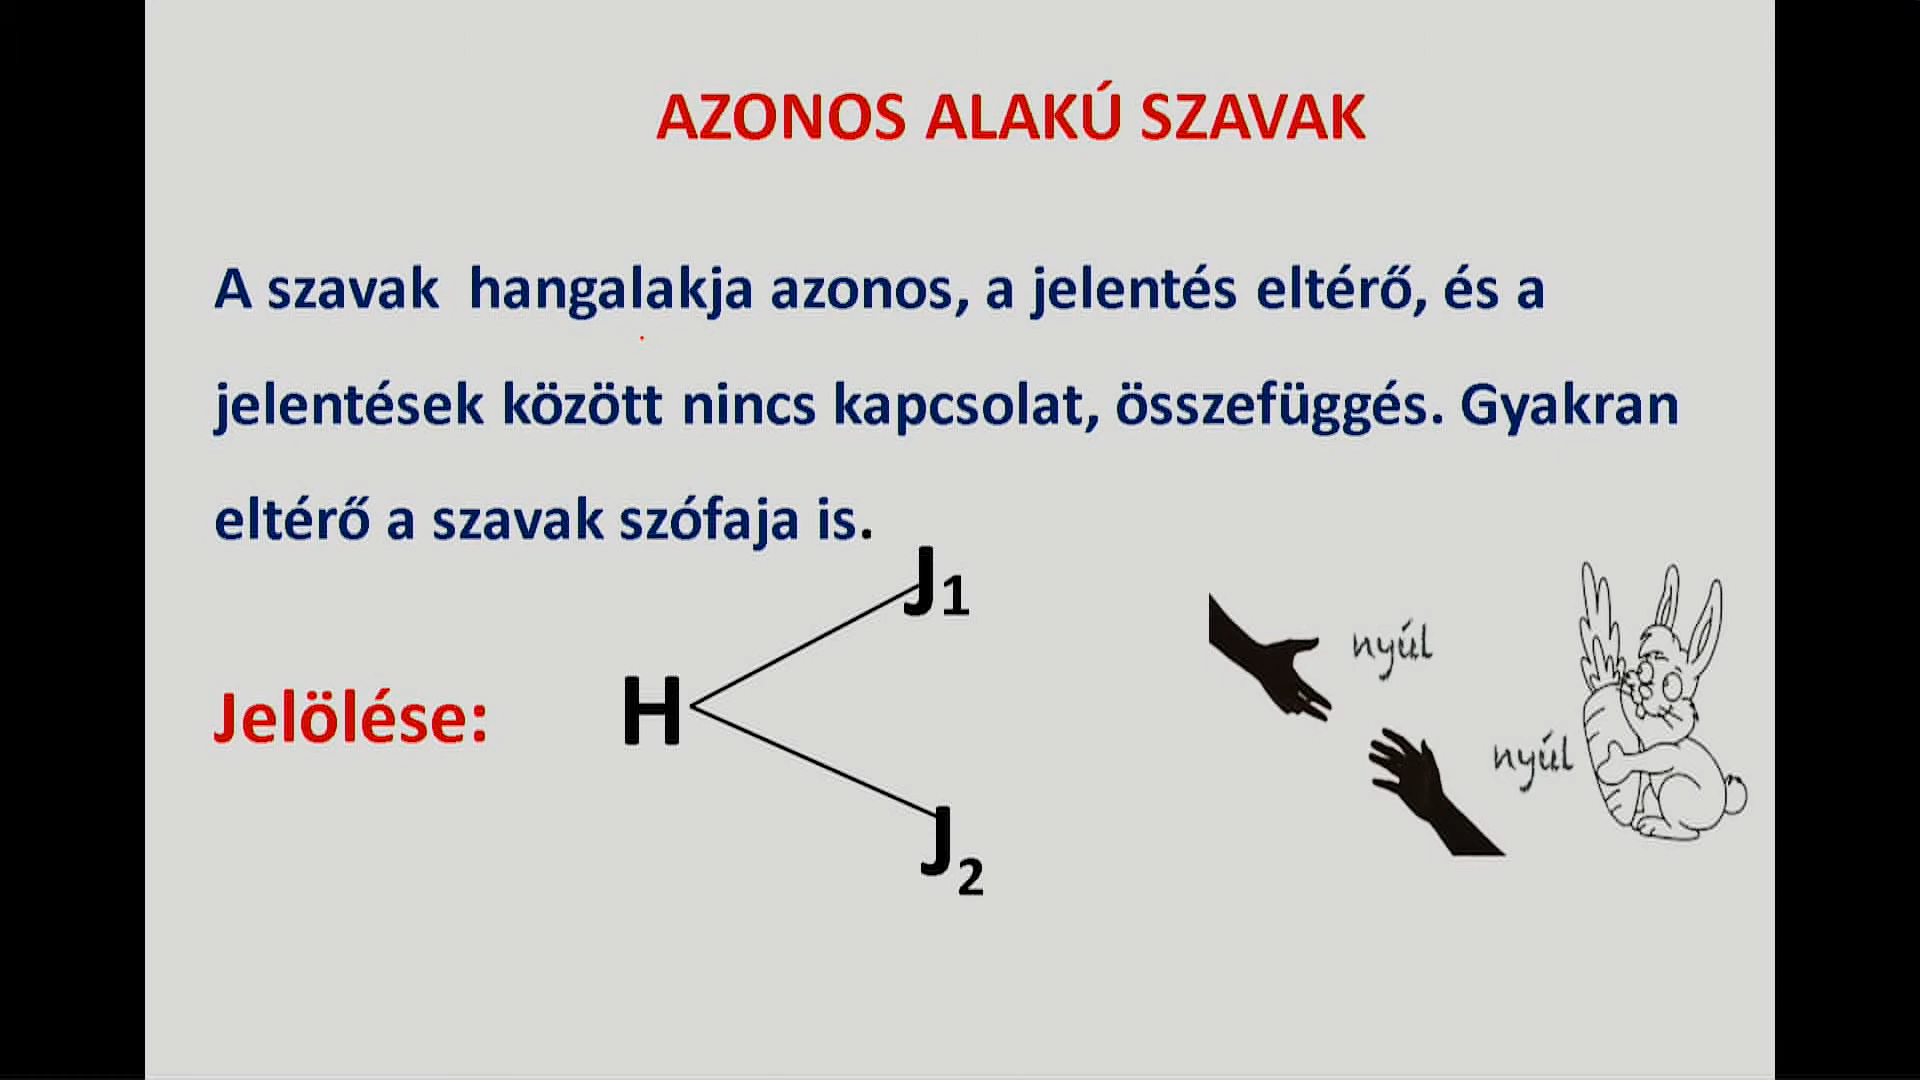 AZONOS ALAKÚ SZAVAK
A szavak hangalakja azonos, a jelentés eltérő, és a
jelentések között nincs kapcsolat, összefüggés. Gyakran
eltérő a szavak szófaja is.
J1
Jelölése: H
J2
nyúl
nyúl